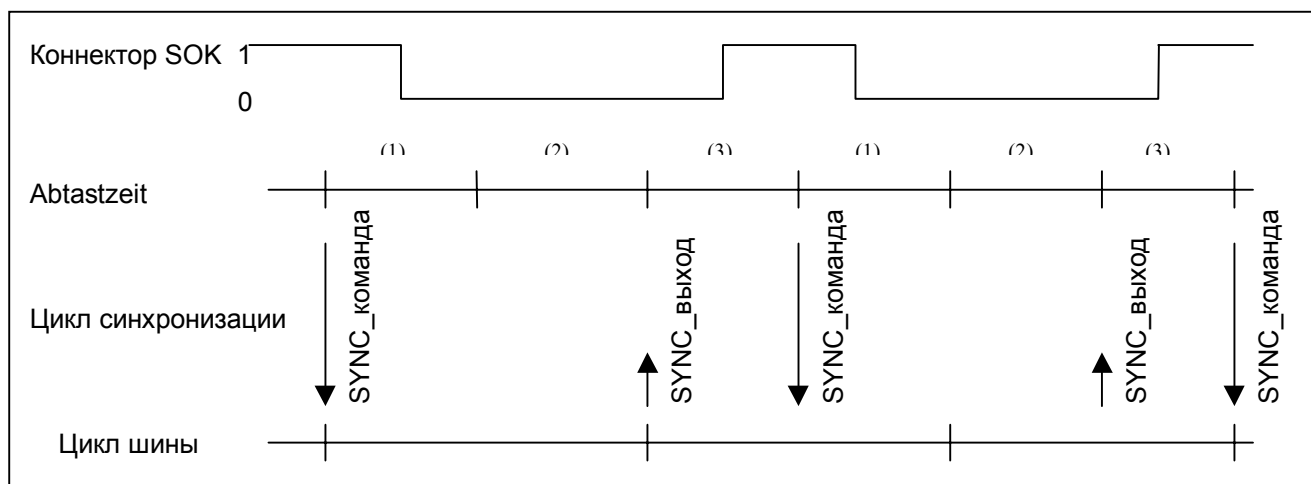 Коннектор SOK 1
0
(1) (2) (3) (1) (2) (3)
Abtastzeit
SYNC_команда
SYNC_выход
SYNC_команда
SYNC_выход
SYNC_команда
Цикл синхронизации
Цикл шины